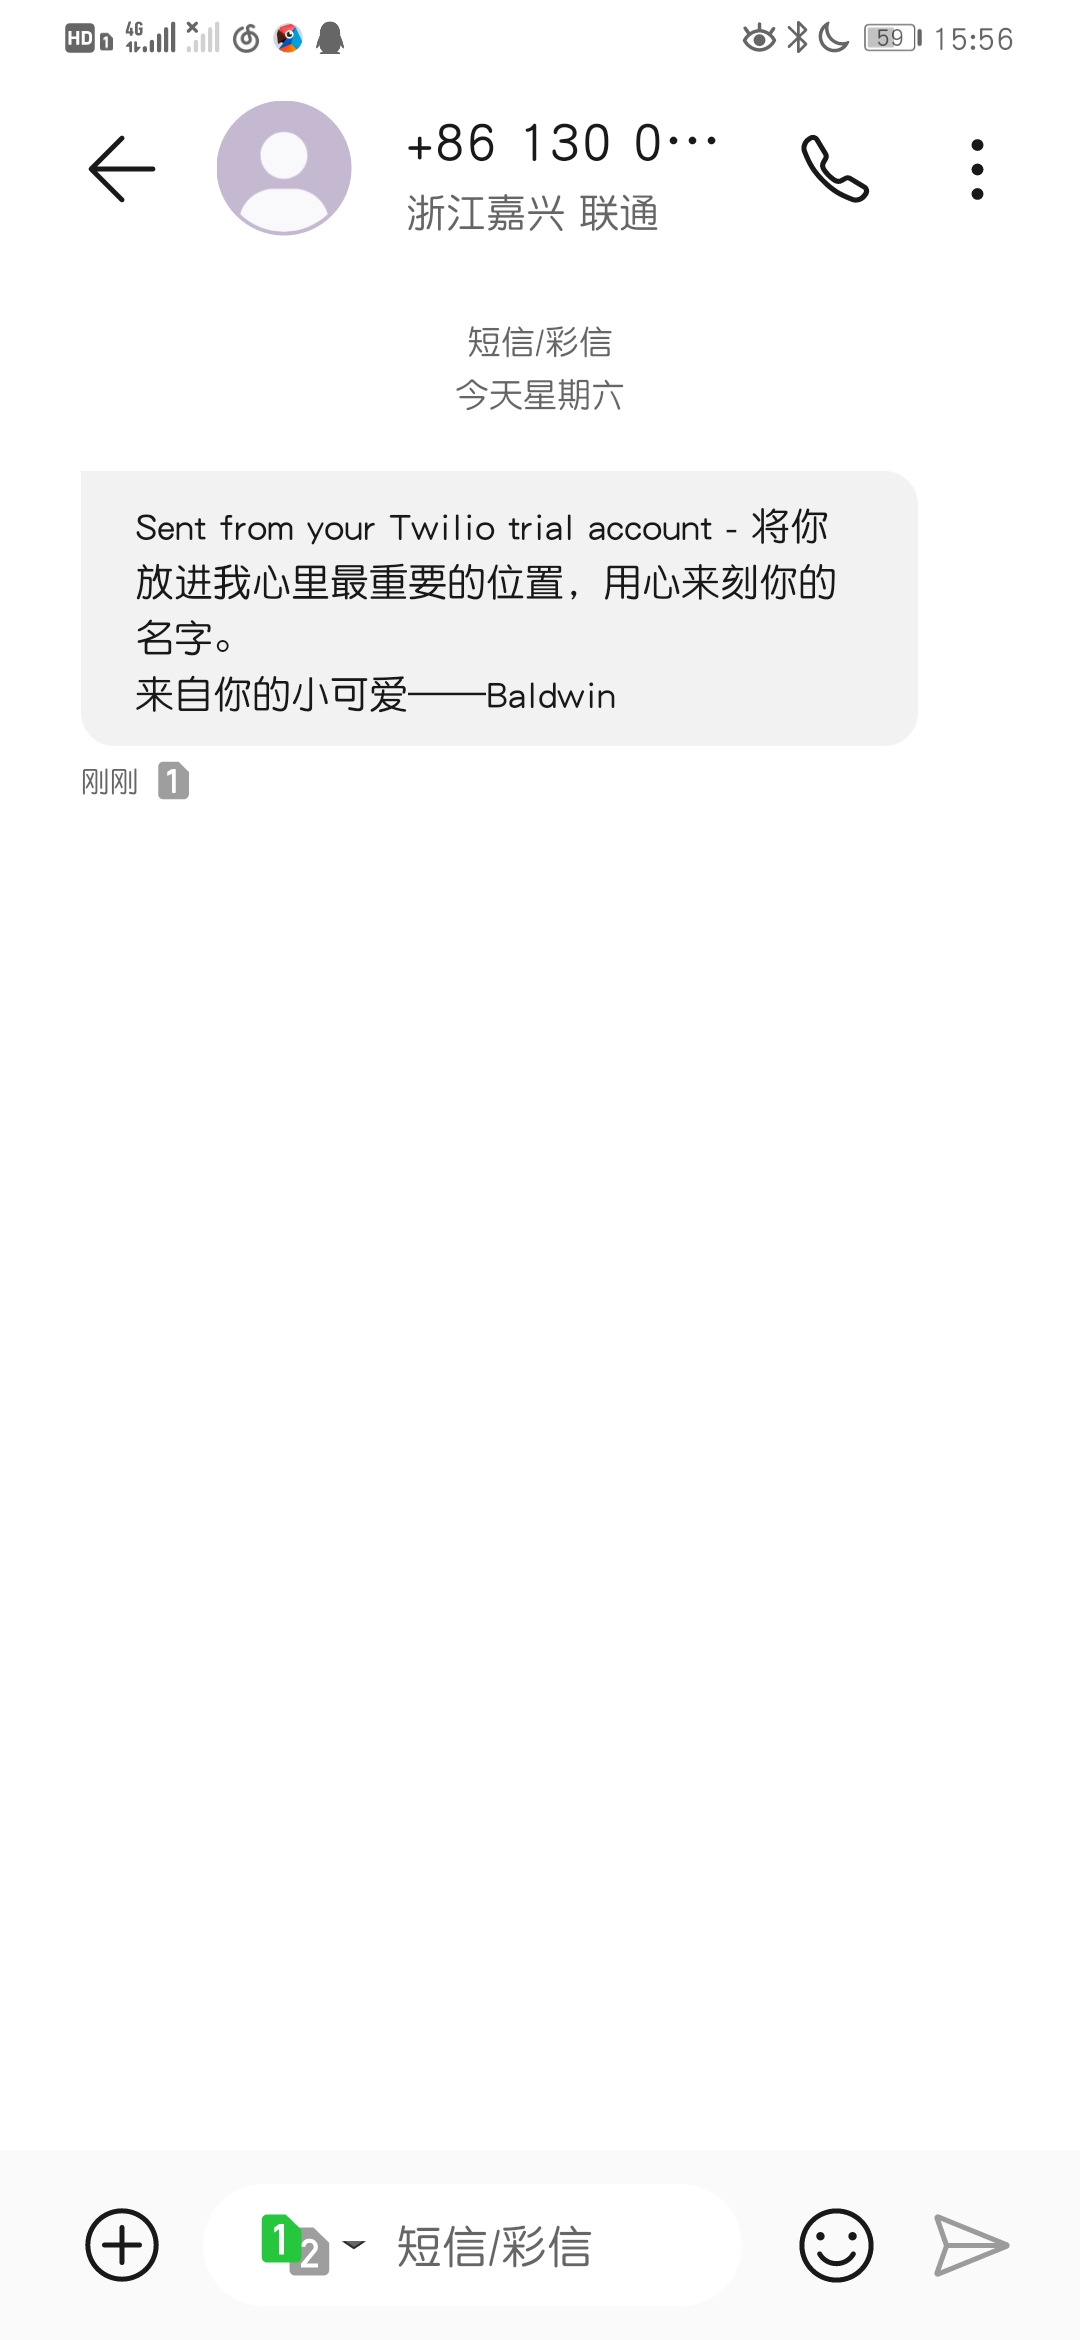 HD 1 4G 59 15:56
+86 130 0…
浙江嘉兴 联通
短信/彩信
今天星期六
Sent from your Twilio trial account - 将你
放进我心里最重要的位置，用心来刻你的
名字。
来自你的小可爱——Baldwin
刚刚 1
1 2 短信/彩信